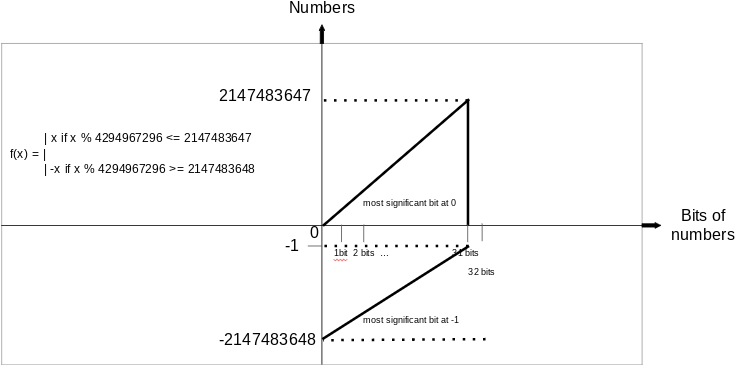 Numbers
2147483647
| x if x % 4294967296 <= 2147483647
f(x) = |
| -x if x % 4294967296 >= 2147483648
most significant bit at 0
Bits of
numbers
0
-1
1bit 2 bits ... 31 bits
32 bits
most significant bit at -1
-2147483648